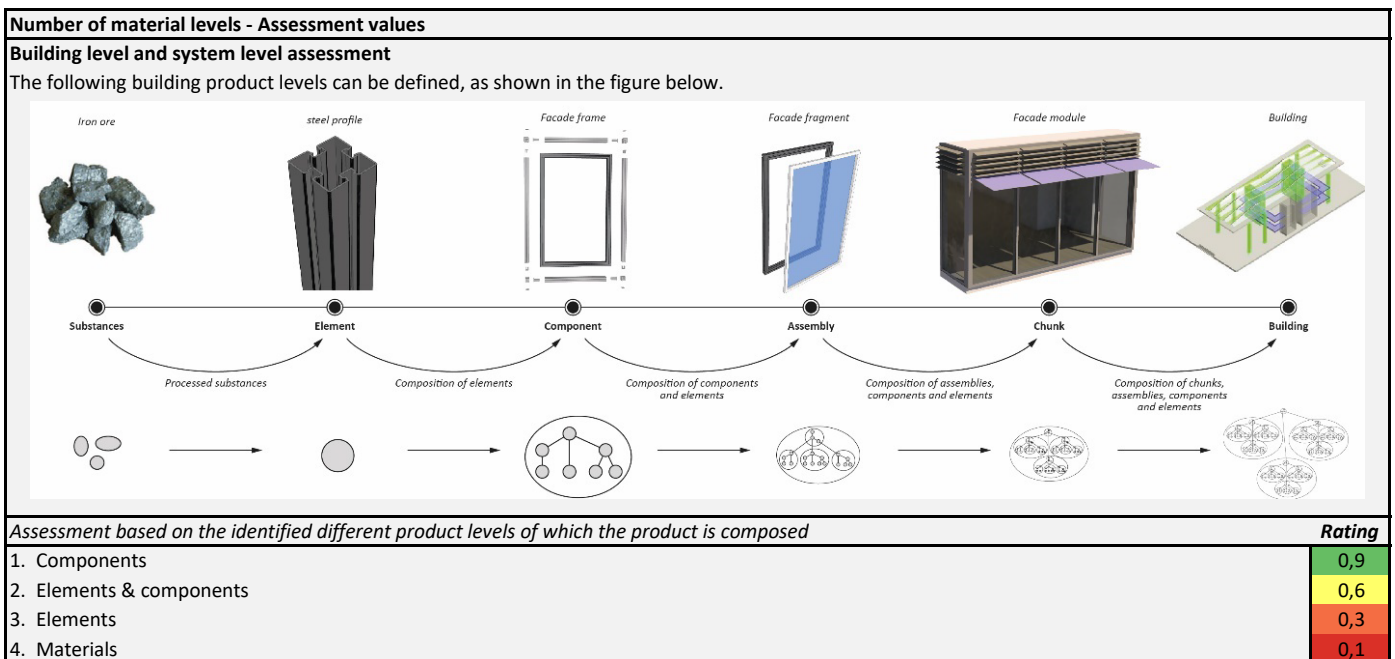 Number of material levels - Assessment values
Building level and system level assessment
The following building product levels can be defined, as shown in the figure below.
Iron ore
steel profile
Facade frame
Facade fragment
Facade module
Building
Substances
Element
Component
Assembly
Chunk
Building
Processed substances
Composition of elements
Composition of components
and elements
Composition of assemblies,
components and elements
Composition of chunks,
assemblies, components
and elements
Assessment based on the identified different product levels of which the product is composed Rating
1. Components 0,9
2. Elements & components 0,6
3. Elements 0,3
4. Materials 0,1